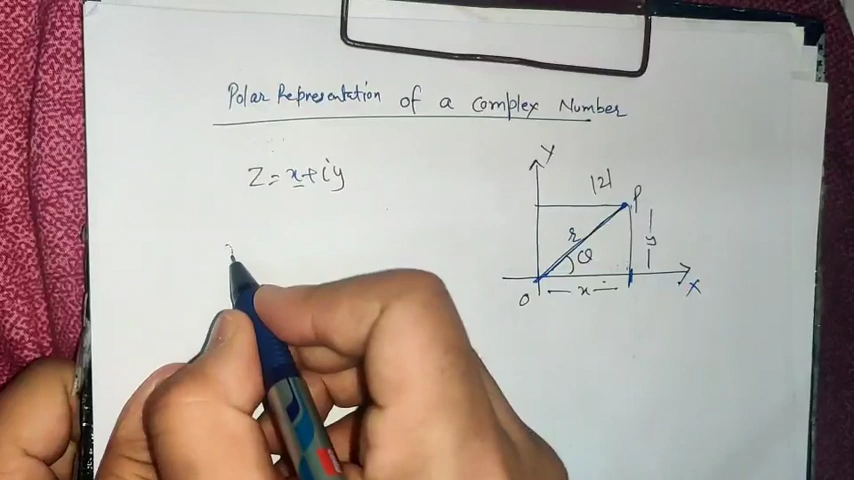 Polar Representation of a Complex Number
Z = x + iy
Y
|z|
P
r
θ
y
O
x
X